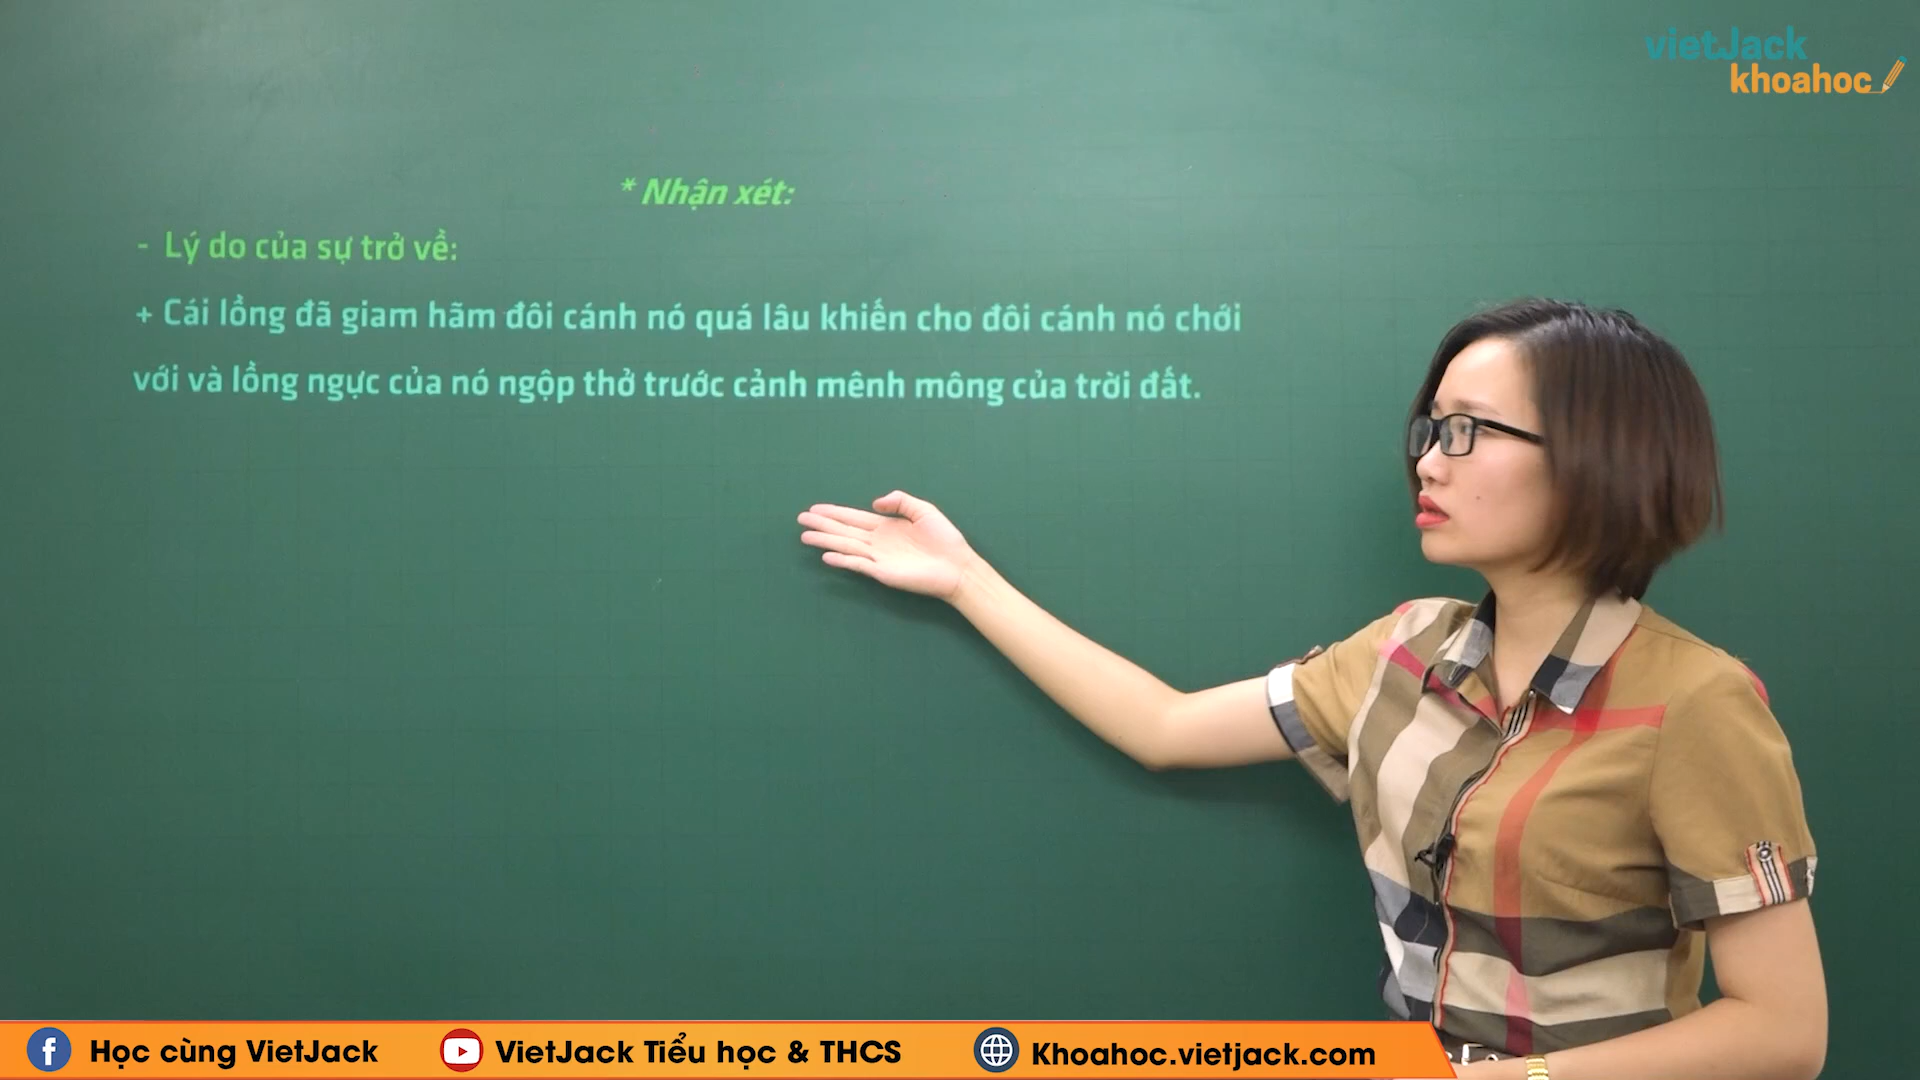 vietJack
khoahoc
* Nhận xét:
- Lý do của sự trở về:
+ Cái lồng đã giam hãm đôi cánh nó quá lâu khiến cho đôi cánh nó chới
với và lồng ngực của nó ngộp thở trước cảnh mênh mông của trời đất.
Học cùng VietJack
VietJack Tiểu học & THCS
Khoahoc.vietjack.com